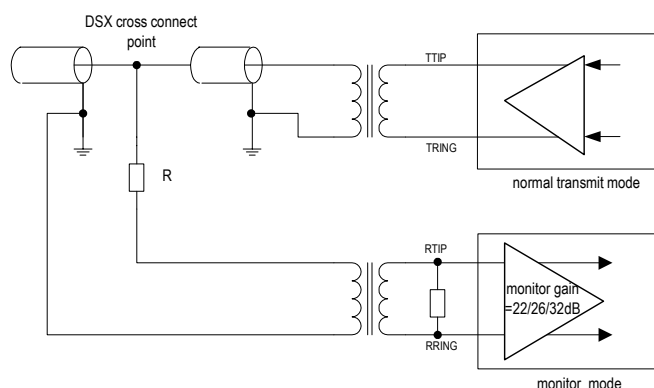 DSX cross connect
point
TTIP
TRING
normal transmit mode
R
RTIP
monitor gain
=22/26/32dB
RRING
monitor mode